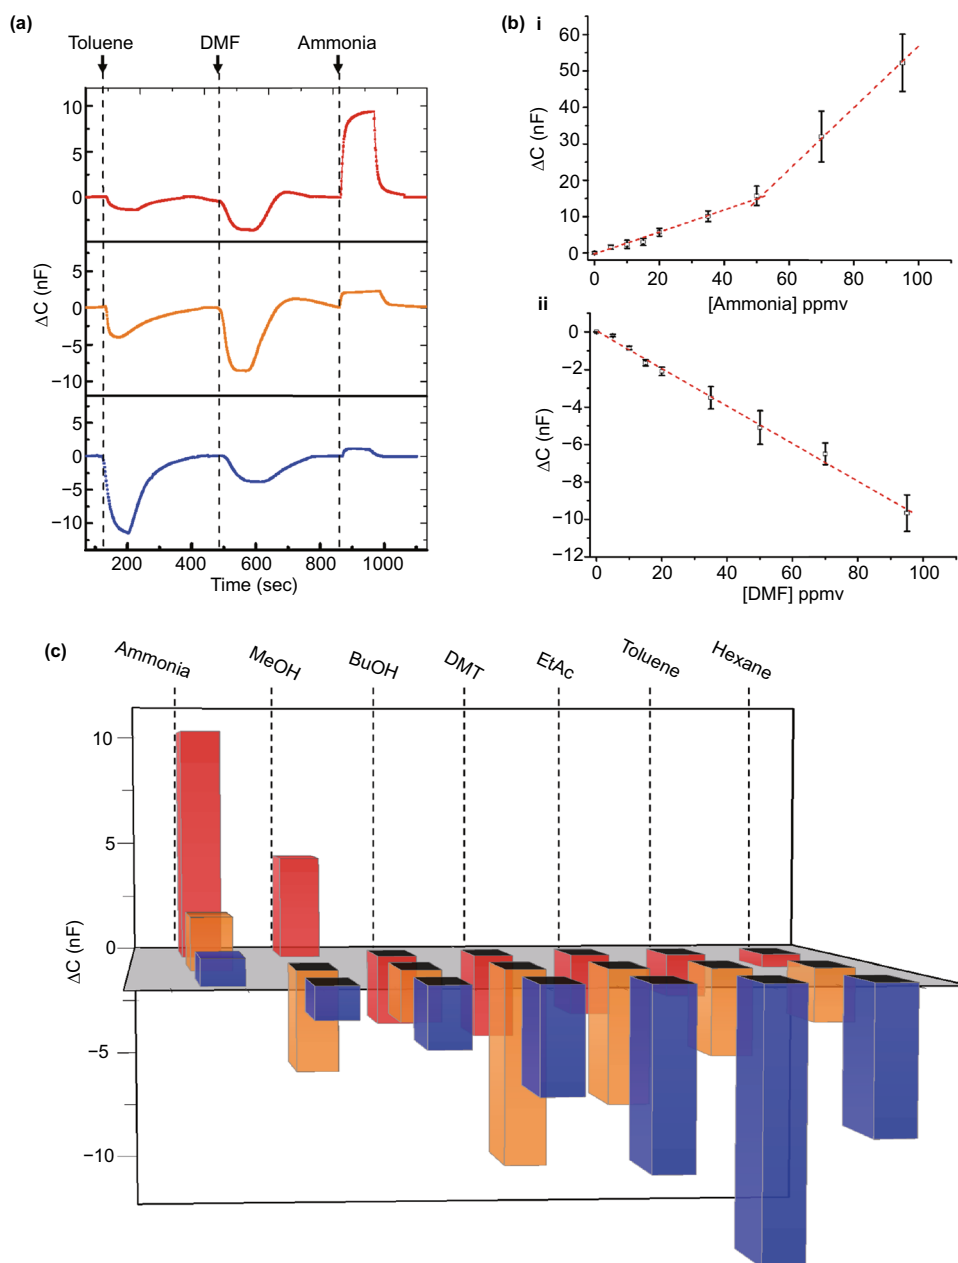 (a)
Toluene DMF Ammonia
10
5
0
5
2.5
0
−5
−10
5
0
−5
−10
ΔC (nF)
200 400 600 800 1000
Time (sec)
(b) i
60
50
40
30
20
10
0
ΔC (nF)
0 20 40 60 80 100
[Ammonia] ppmv
ii
0
−2
−4
−6
−8
−10
−12
ΔC (nF)
0 20 40 60 80 100
[DMF] ppmv
(c)
Ammonia MeOH BuOH DMT EtAc Toluene Hexane
10
5
0
−5
−10
ΔC (nF)